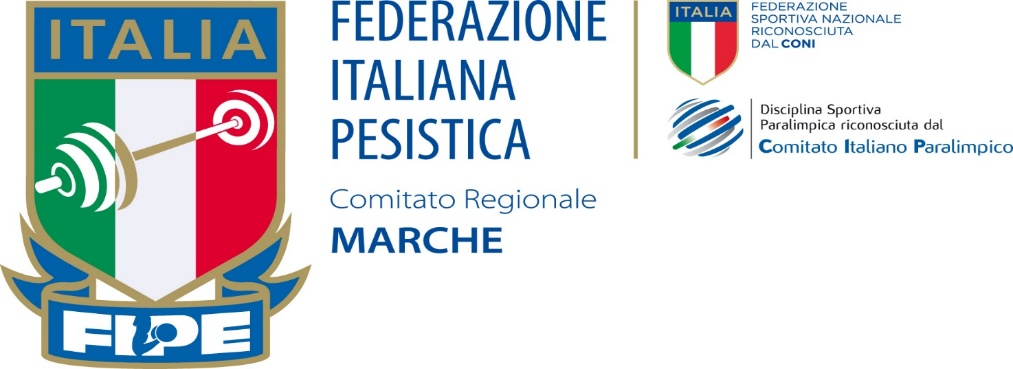 ITALIA
FIPE
FEDERAZIONE
ITALIANA
PESISTICA
Comitato Regionale
MARCHE
ITALIA
FEDERAZIONE
SPORTIVA NAZIONALE
RICONOSCIUTA
DAL CONI
Disciplina Sportiva
Paralimpica riconosciuta dal
Comitato Italiano Paralimpico